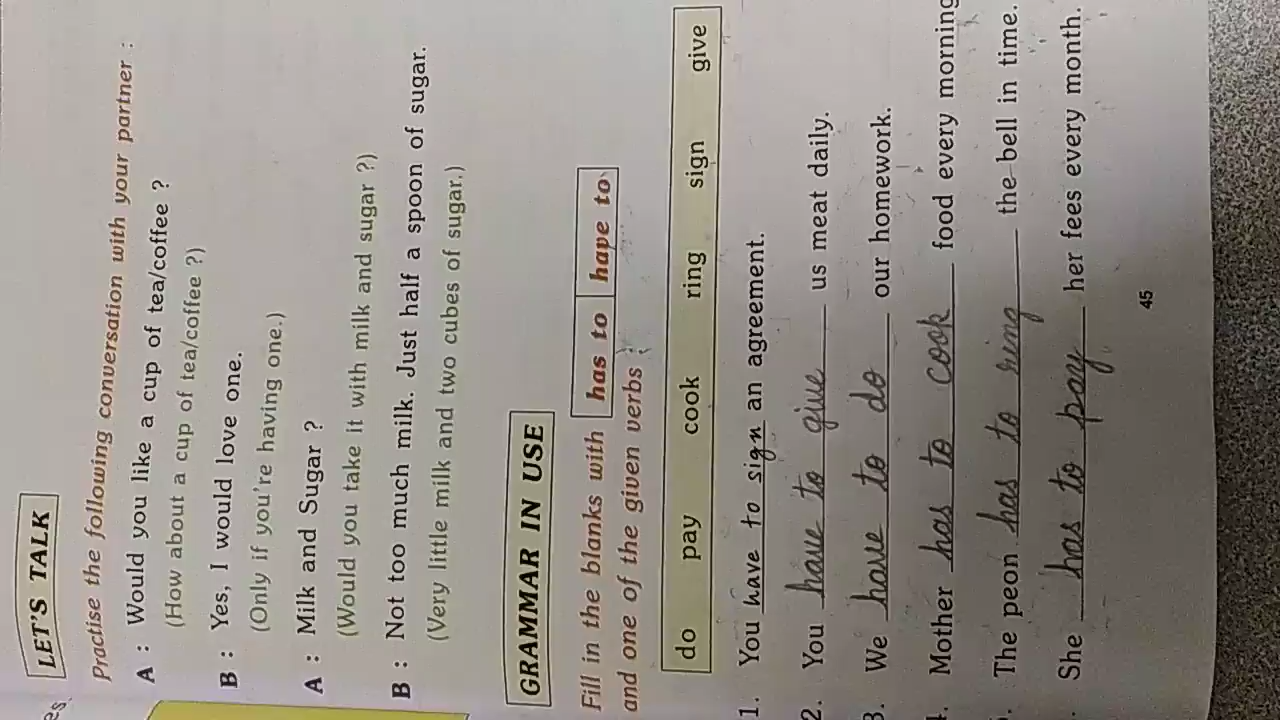 es
LET'S TALK
Practise the following conversation with your partner :
A : Would you like a cup of tea/coffee ?
(How about a cup of tea/coffee ?)
B : Yes, I would love one.
(Only if you're having one.)
A : Milk and Sugar ?
(Would you take it with milk and sugar ?)
B : Not too much milk. Just half a spoon of sugar.
(Very little milk and two cubes of sugar.)
GRAMMAR IN USE
Fill in the blanks with has to have to
and one of the given verbs :
do pay cook ring sign give
1. You have to sign an agreement.
2. You have to give us meat daily.
3. We have to do our homework.
4. Mother has to cook food every morning
. The peon has to ring the bell in time.
. She has to pay her fees every month.
45